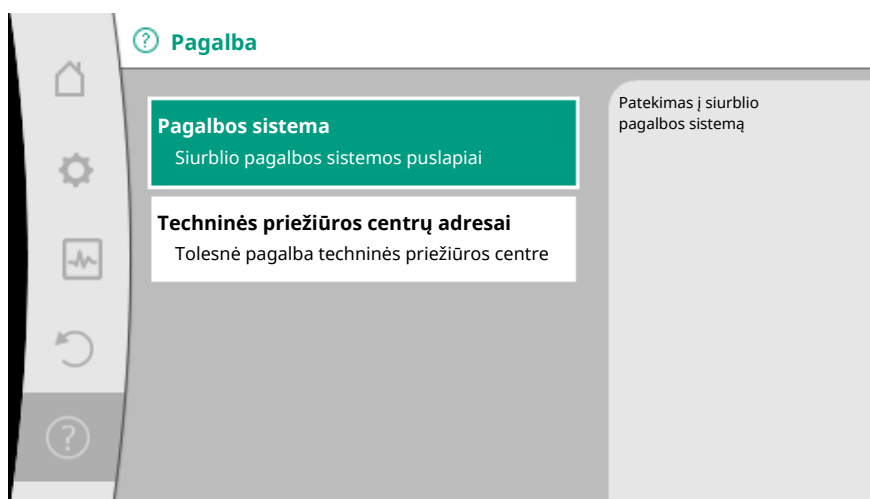 Pagalba
Pagalbos sistema
Siurblio pagalbos sistemos puslapiai
Techninės priežiūros centrų adresai
Tolesnė pagalba techninės priežiūros centre
Patekimas į siurblio
pagalbos sistemą